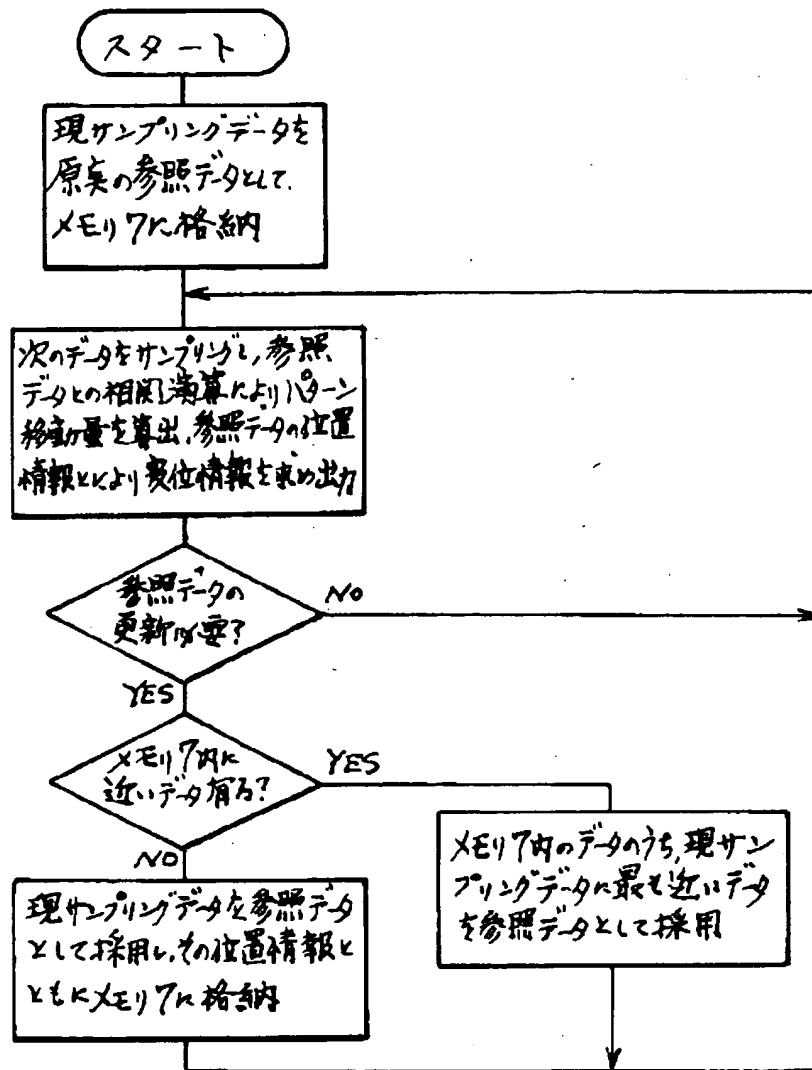 スタート
現サンプリングデータを
原点の参照データとして、
メモリ7に格納
次のデータをサンプリングし、参照
データとの相関演算によりパターン
移動量を算出、参照データの位置
情報とにより変位情報を求め出力
参照データの
更新必要?
NO
YES
メモリ7内に
近いデータ有る?
YES
NO
メモリ7内のデータのうち、現サン
プリングデータに最も近いデータ
を参照データとして採用
現サンプリングデータを参照データ
として採用し、その位置情報と
ともにメモリ7に格納